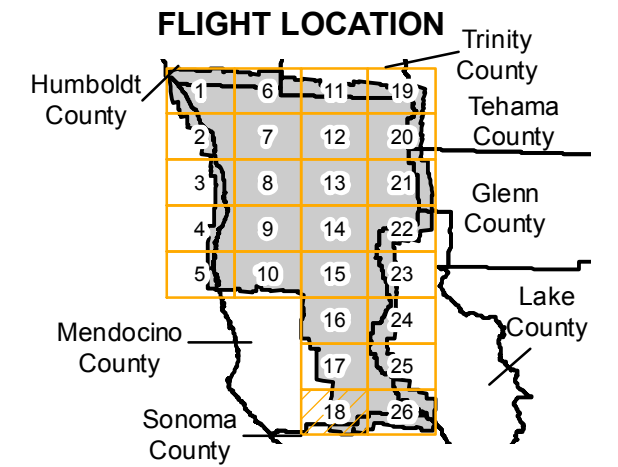 FLIGHT LOCATION
Trinity
County
Humboldt
County
1 6 11 19
Tehama
County
2 7 12 20
3 8 13 21
Glenn
County
4 9 14 22
5 10 15 23
Lake
County
16 24
Mendocino
County
17 25
18 26
Sonoma
County